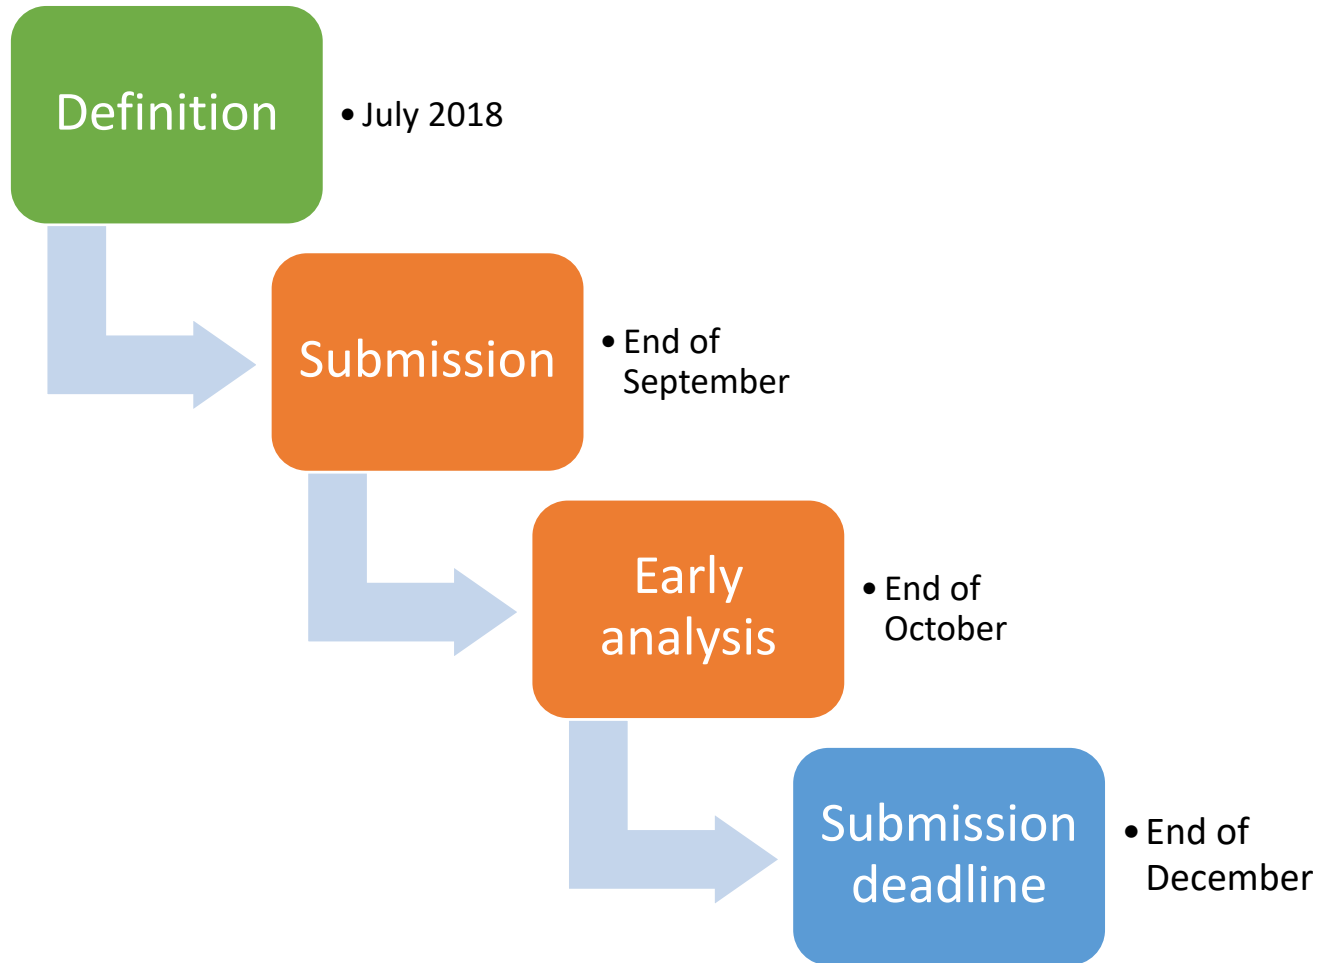 Definition
• July 2018
Submission
• End of
September
Early
analysis
• End of
October
Submission
deadline
• End of
December